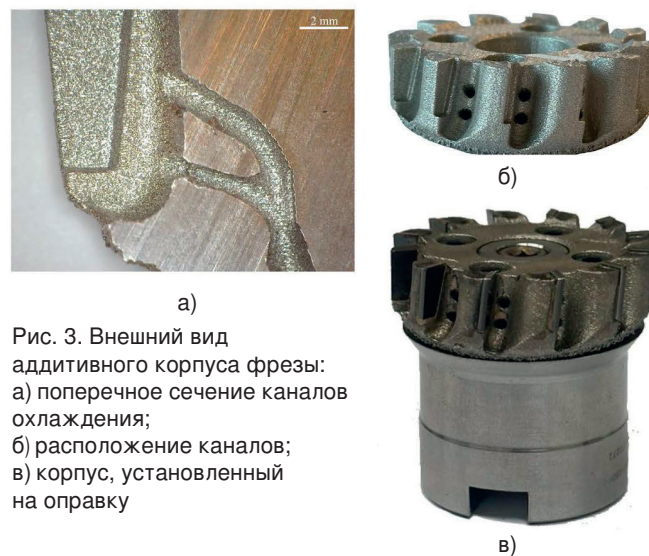 2 mm
а)
б)
Рис. 3. Внешний вид
аддитивного корпуса фрезы:
а) поперечное сечение каналов
охлаждения;
б) расположение каналов;
в) корпус, установленный
на оправку
в)